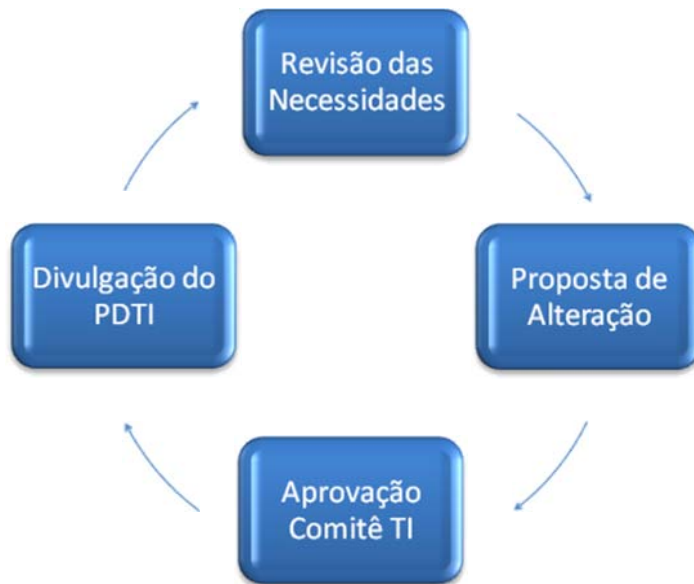 Revisão das
Necessidades
Proposta de
Alteração
Aprovação
Comitê TI
Divulgação do
PDTI